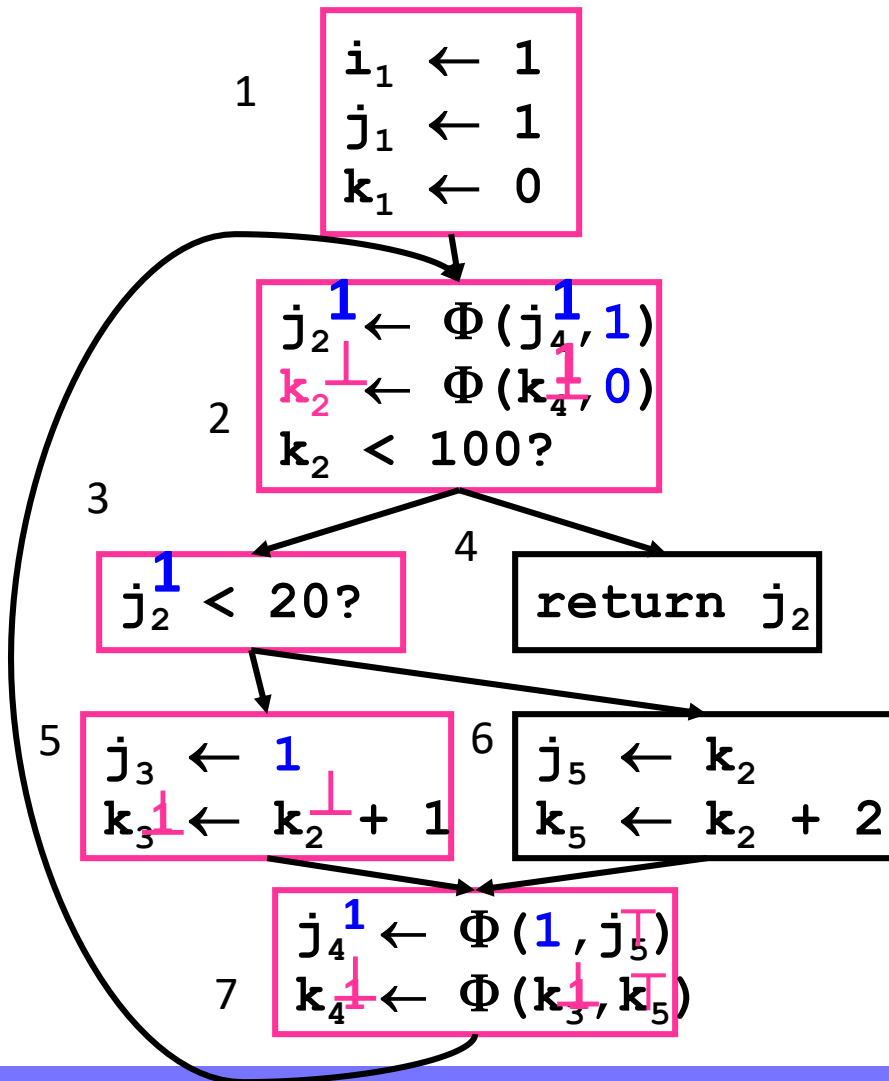 1
i₁ ← 1
j₁ ← 1
k₁ ← 0
2
j₂ 1 ← Φ(j₄ 1,1)
k₂ ⊥ ← Φ(k₄ 1 ⊥,0)
k₂ < 100?
3
j₂ 1 < 20?
4
return j₂
5
j₃ ← 1
k₃ 1 ⊥ ← k₂ ⊥ + 1
6
j₅ ← k₂
k₅ ← k₂ + 2
7
j₄ 1 ← Φ(1,j₅ ⊤)
k₄ 1 ⊥ ← Φ(k₃ 1 ⊥,k₅ ⊤)